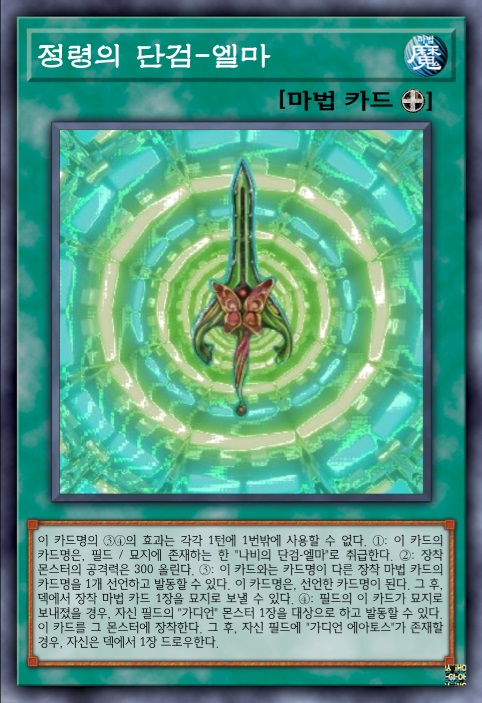 정령의 단검-엘마
마법
魔
[마법 카드 ]
이 카드명의 ③④의 효과는 각각 1턴에 1번밖에 사용할 수 없다. ①: 이 카드의
카드명은, 필드 / 묘지에 존재하는 한 "나비의 단검-엘마"로 취급한다. ②: 장착
몬스터의 공격력은 300 올린다. ③: 이 카드와는 카드명이 다른 장착 마법 카드의
카드명을 1개 선언하고 발동할 수 있다. 이 카드명은, 선언한 카드명이 된다. 그 후,
덱에서 장착 마법 카드 1장을 묘지로 보낼 수 있다. ④: 필드의 이 카드가 묘지로
보내졌을 경우, 자신 필드의 "가디언" 몬스터 1장을 대상으로 하고 발동할 수 있다.
이 카드를 그 몬스터에 장착한다. 그 후, 자신 필드에 "가디언 에아토스"가 존재할
경우, 자신은 덱에서 1장 드로우한다.